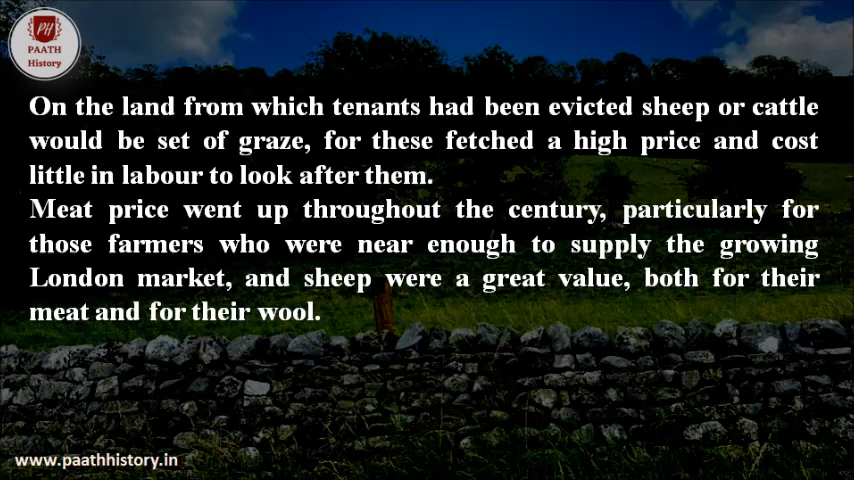 PH
PAATH
History
On the land from which tenants had been evicted sheep or cattle
would be set of graze, for these fetched a high price and cost
little in labour to look after them.
Meat price went up throughout the century, particularly for
those farmers who were near enough to supply the growing
London market, and sheep were a great value, both for their
meat and for their wool.
www.paathhistory.in